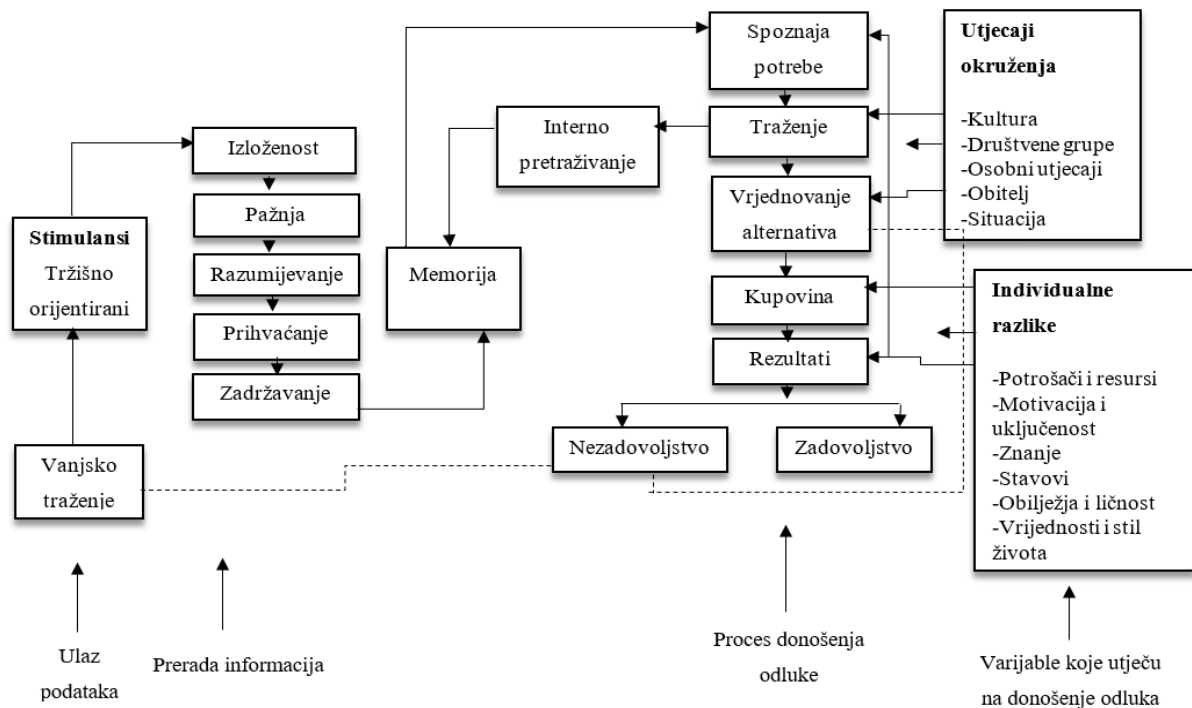 Stimulansi
Tržišno
orijentirani
Vanjsko
traženje
Ulaz
podataka
Izloženost
Pažnja
Razumijevanje
Prihvaćanje
Zadržavanje
Prerada informacija
Interno
pretraživanje
Memorija
Spoznaja
potrebe
Traženje
Vrjednovanje
alternativa
Kupovina
Rezultati
Nezadovoljstvo
Zadovoljstvo
Proces donošenja
odluke
Utjecaji
okruženja
-Kultura
-Društvene grupe
-Osobni utjecaji
-Obitelj
-Situacija
Individualne
razlike
-Potrošači i resursi
-Motivacija i
uključenost
-Znanje
-Stavovi
-Obilježja i ličnost
-Vrijednosti i stil
života
Varijable koje utječu
na donošenje odluka